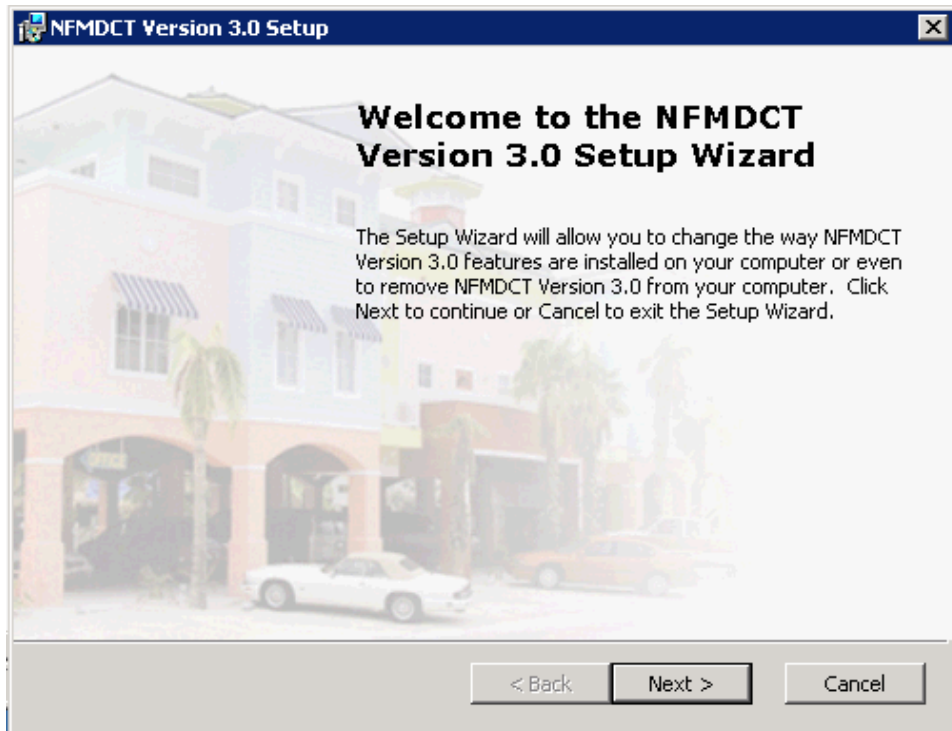 NFMDCT Version 3.0 Setup
Welcome to the NFMDCT
Version 3.0 Setup Wizard
The Setup Wizard will allow you to change the way NFMDCT
Version 3.0 features are installed on your computer or even
to remove NFMDCT Version 3.0 from your computer. Click
Next to continue or Cancel to exit the Setup Wizard.
< Back
Next >
Cancel